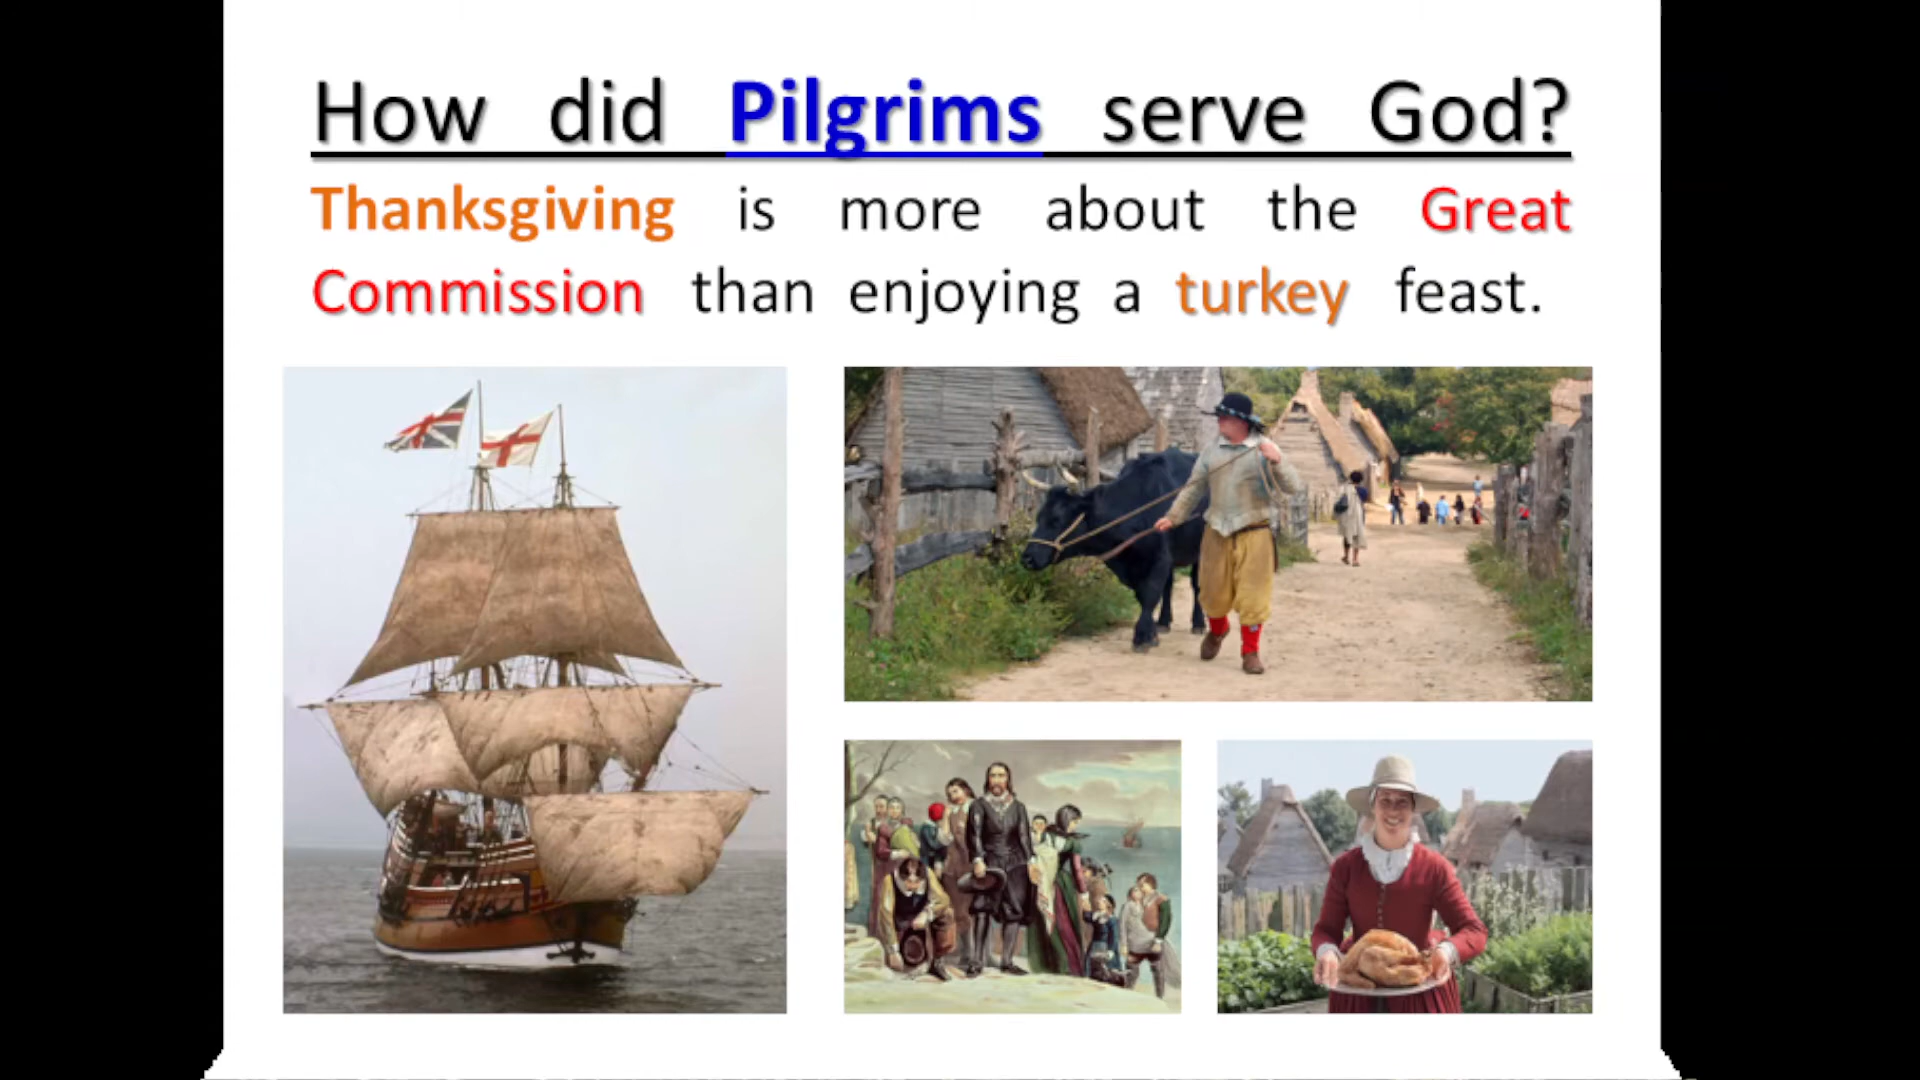 How did Pilgrims serve God?
Thanksgiving is more about the Great
Commission than enjoying a turkey feast.